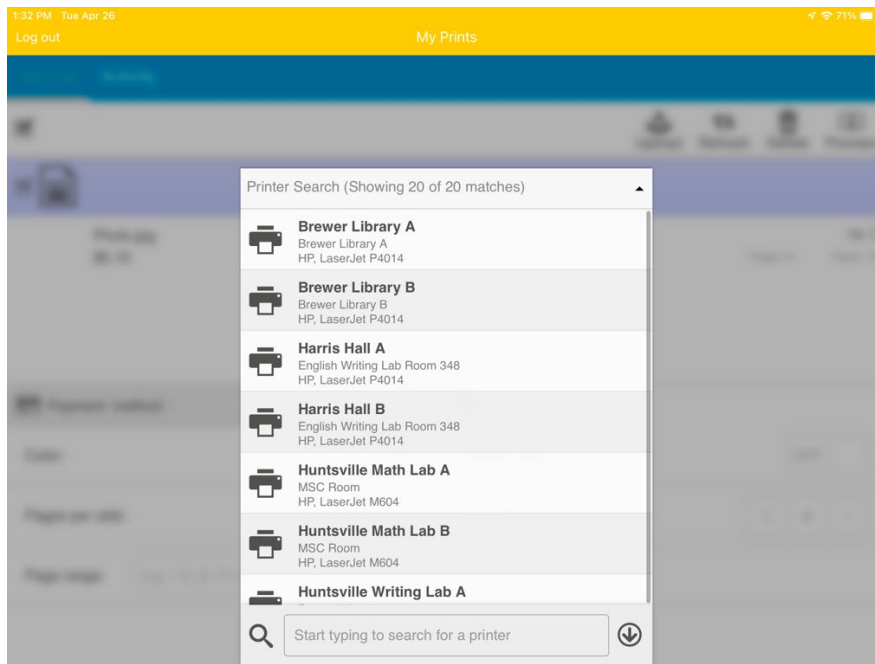 1:32 PM Tue Apr 26
71%
Log out
My Prints
Printer Search (Showing 20 of 20 matches)
Brewer Library A
Brewer Library A
HP, LaserJet P4014
Brewer Library B
Brewer Library B
HP, LaserJet P4014
Harris Hall A
English Writing Lab Room 348
HP, LaserJet P4014
Harris Hall B
English Writing Lab Room 348
HP, LaserJet P4014
Huntsville Math Lab A
MSC Room
HP, LaserJet M604
Huntsville Math Lab B
MSC Room
HP, LaserJet M604
Huntsville Writing Lab A
Start typing to search for a printer